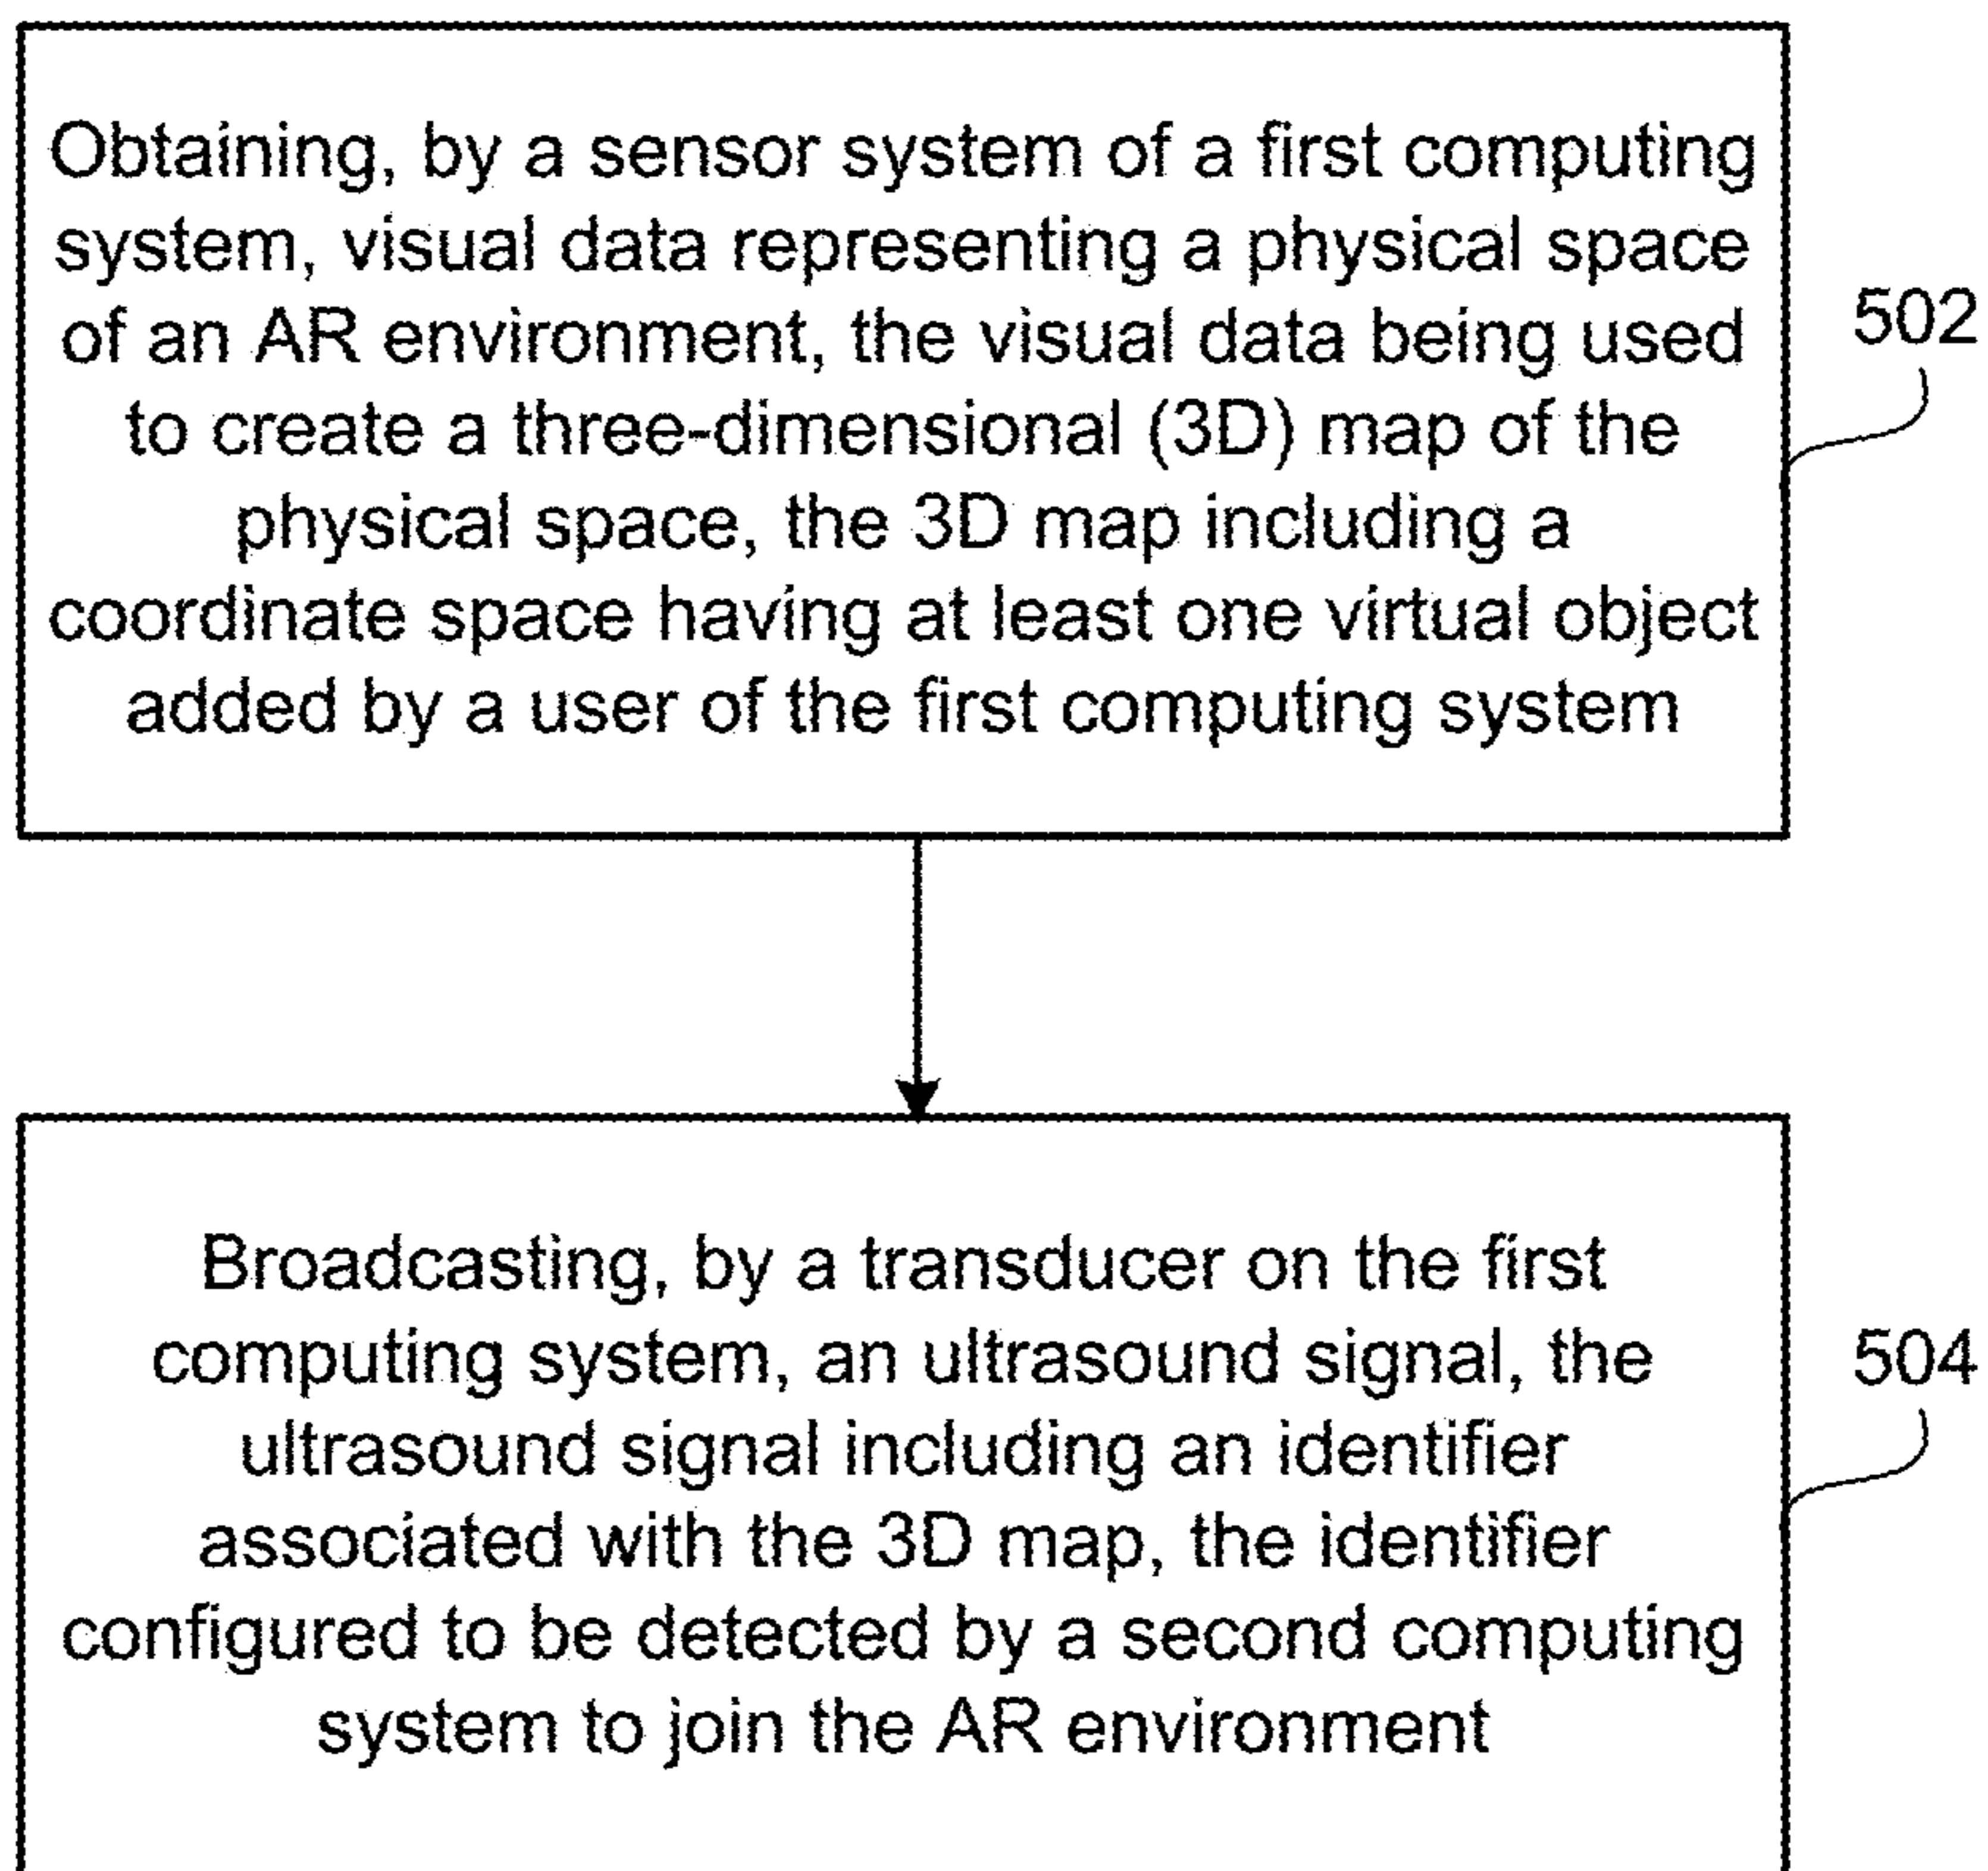 Obtaining, by a sensor system of a first computing
system, visual data representing a physical space
of an AR environment, the visual data being used
to create a three-dimensional (3D) map of the
physical space, the 3D map including a
coordinate space having at least one virtual object
added by a user of the first computing system
502
Broadcasting, by a transducer on the first
computing system, an ultrasound signal, the
ultrasound signal including an identifier
associated with the 3D map, the identifier
configured to be detected by a second computing
system to join the AR environment
504